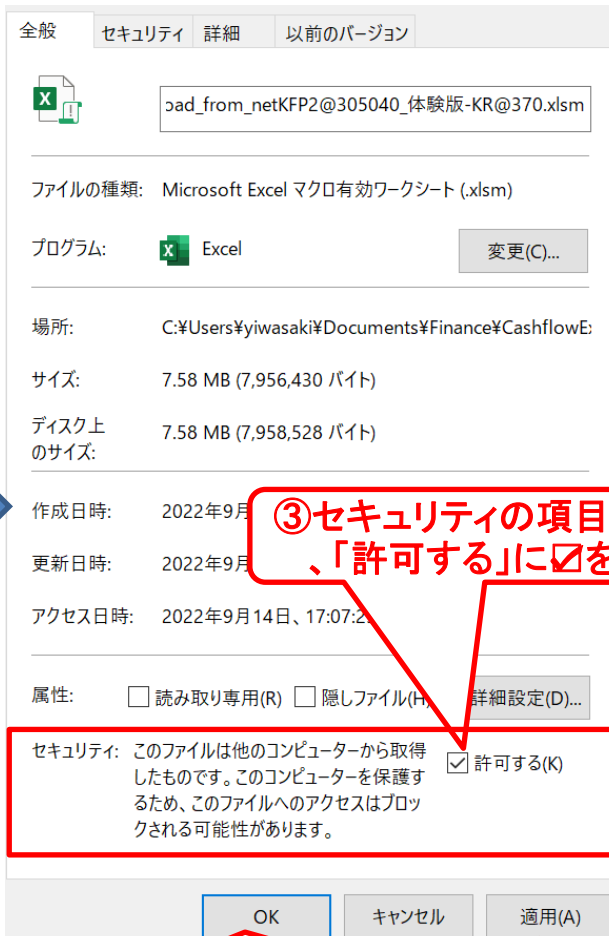 全般 セキュリティ 詳細 以前のバージョン
oad_from_netKFP2@305040_体験版-KR@370.xlsm
ファイルの種類: Microsoft Excel マクロ有効ワークシート (.xlsm)
プログラム: Excel 変更(C)...
場所: C:¥Users¥yiwasaki¥Documents¥Finance¥CashflowE
サイズ: 7.58 MB (7,956,430 バイト)
ディスク上
のサイズ: 7.58 MB (7,958,528 バイト)
作成日時: 2022年9月
③セキュリティの項目
、「許可する」に☑を
更新日時: 2022年9月
アクセス日時: 2022年9月14日、17:07:2
属性: 読み取り専用(R) 隠しファイル(H) 詳細設定(D)...
セキュリティ: このファイルは他のコンピューターから取得
したものです。このコンピューターを保護す
るため、このファイルへのアクセスはブロッ
クされる可能性があります。
許可する(K)
OK キャンセル 適用(A)